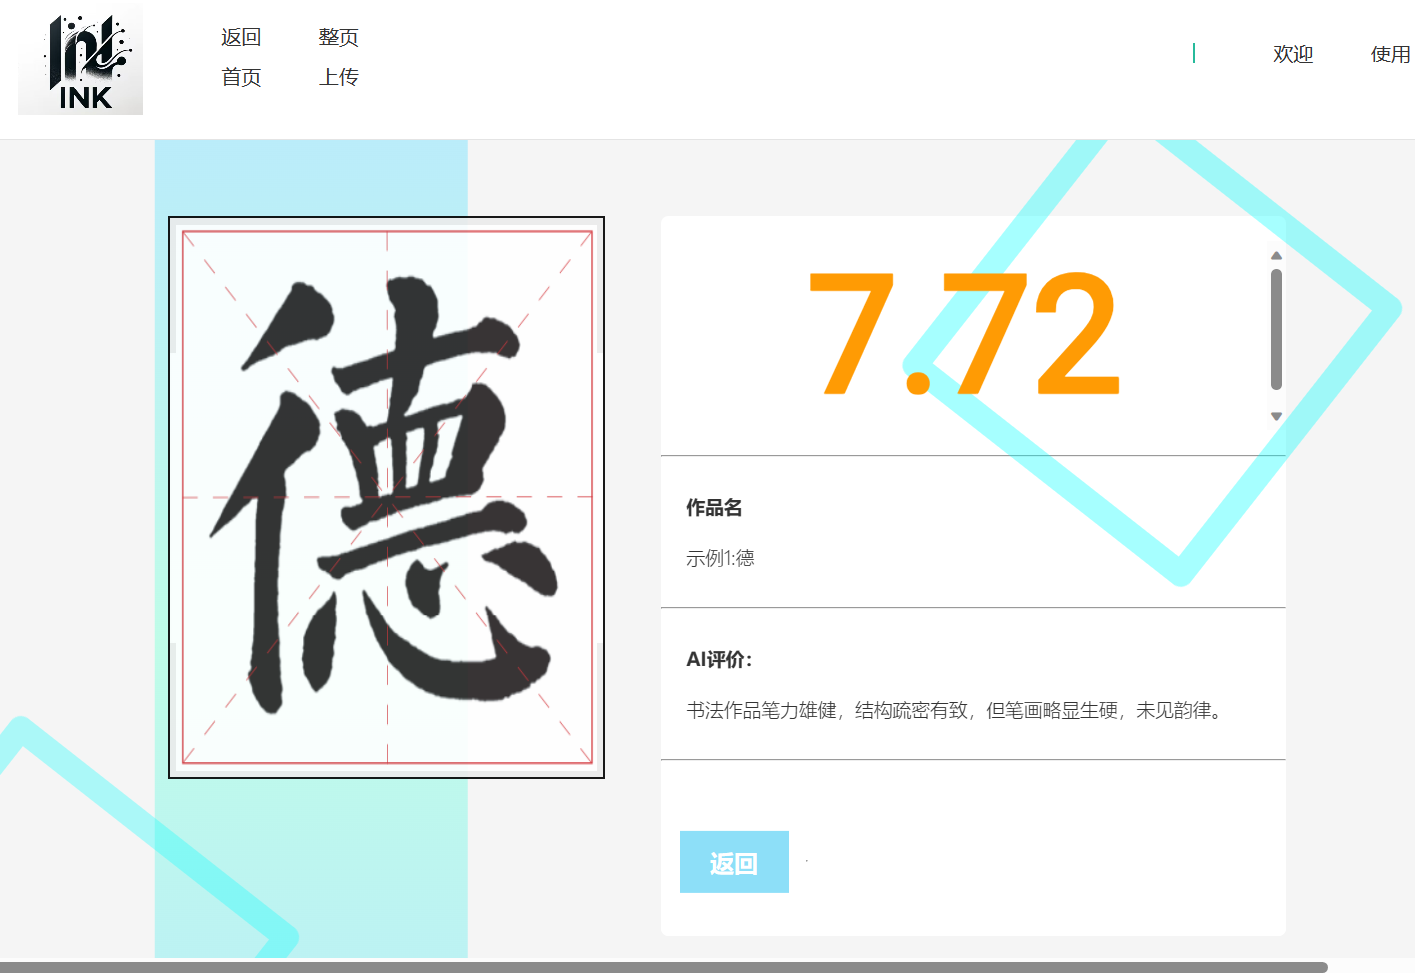 INK
返回 整页
首页 上传
欢迎 使用
德
7.72
作品名
示例1:德
AI评价：
书法作品笔力雄健，结构疏密有致，但笔画略显生硬，未见韵律。
返回